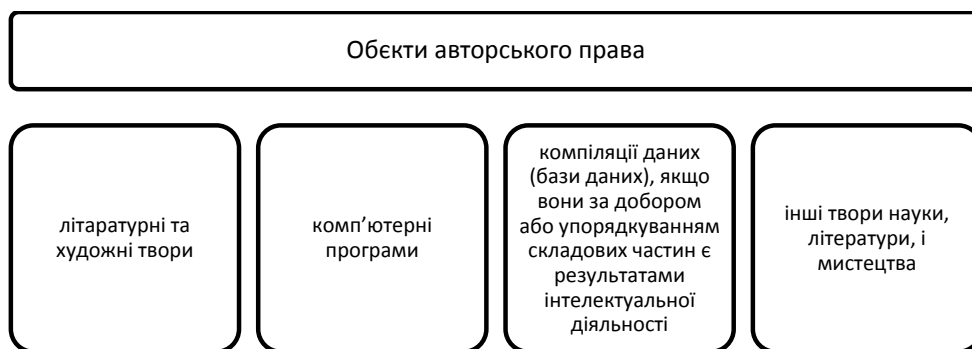 Обєкти авторського права
літаратурні та
художні твори
комп’ютерні
програми
компіляції даних
(бази даних), якщо
вони за добором
або упорядкуванням
складових частин є
результатами
інтелектуальної
діяльності
інші твори науки,
літератури, і
мистецтва